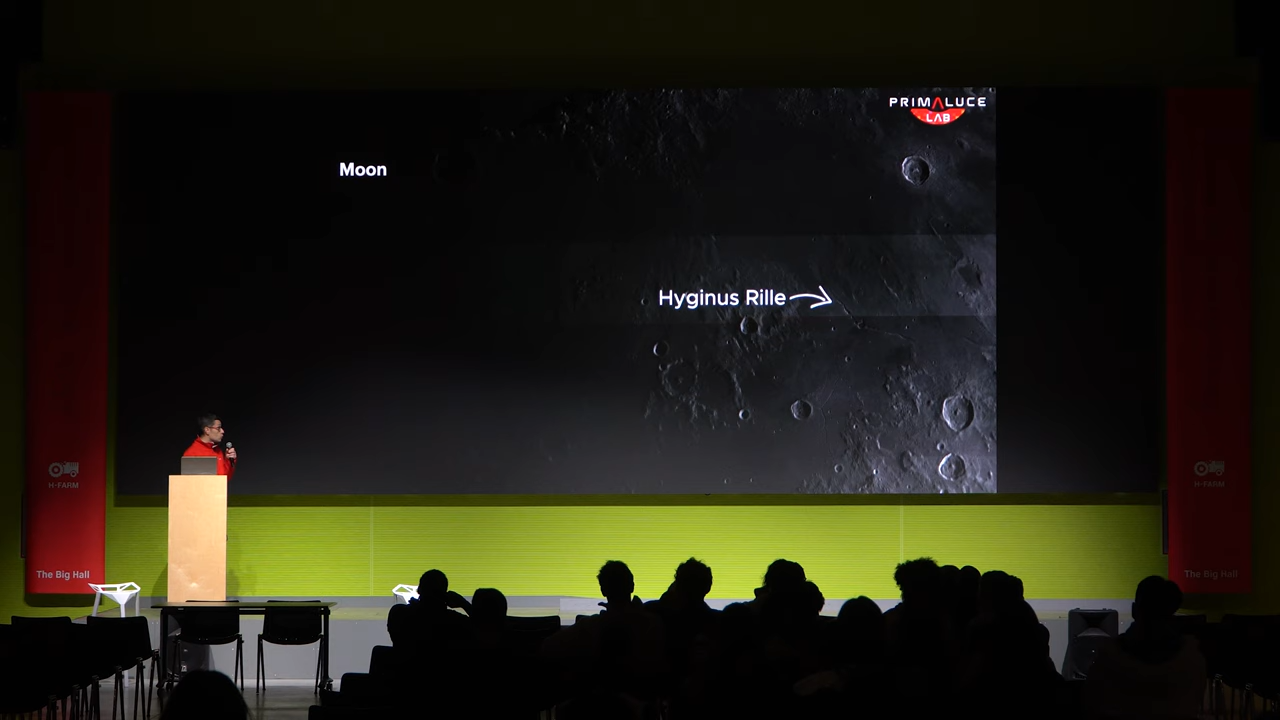 PRIMALUCE
LAB
Moon
Hyginus Rille
H-FARM
H-FARM
The Big Hall
The Big Hall